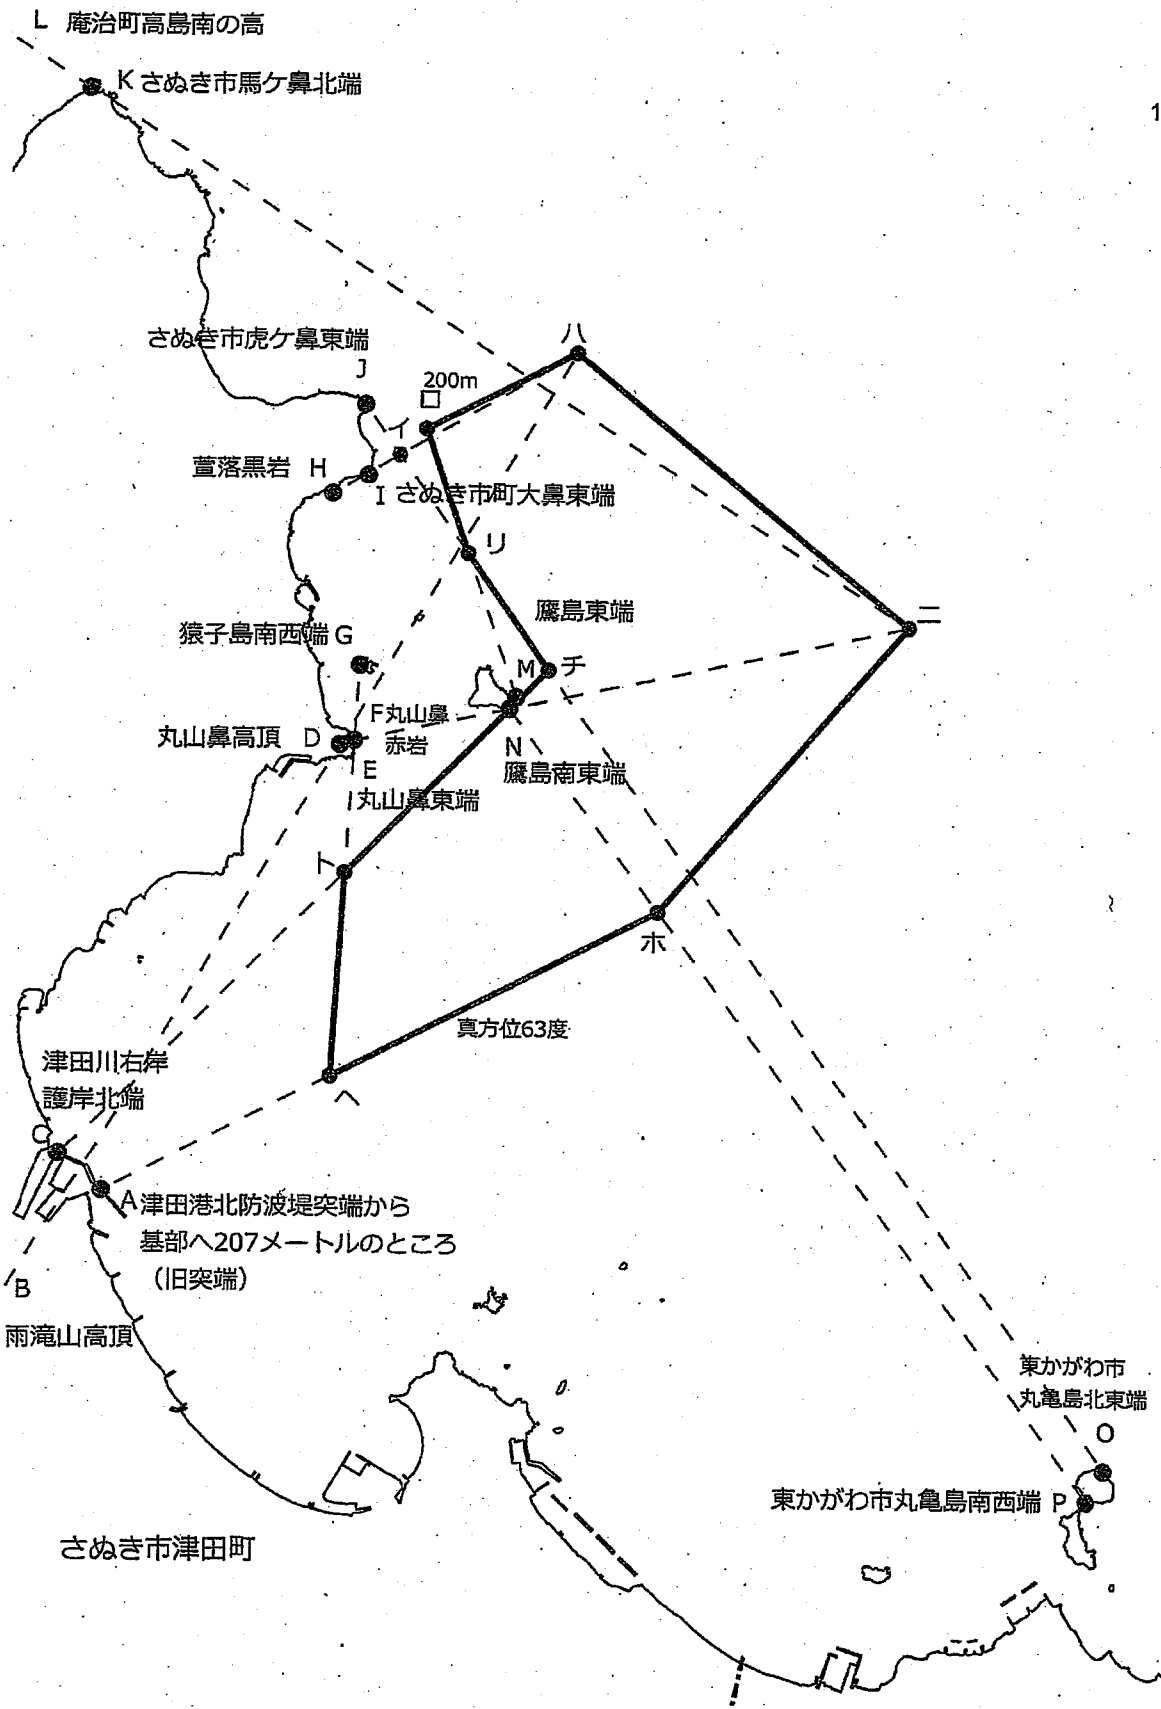 L 庵治町高島南の高
K さぬき市馬ケ鼻北端
1
さぬき市虎ケ鼻東端
J
ハ
200m
ロ
イ
萱落黒岩 H
I さぬき市町大鼻東端
リ
鷹島東端
ニ
猿子島南西端 G
M チ
F 丸山鼻
赤岩
丸山鼻高頂 D
E
丸山鼻東端
N
鷹島南東端
ト
ホ
真方位63度
津田川右岸
護岸北端
ヘ
C
A 津田港北防波堤突端から
基部へ207メートルのところ
（旧突端）
B
雨滝山高頂
東かがわ市
丸亀島北東端
O
東かがわ市丸亀島南西端 P
さぬき市津田町